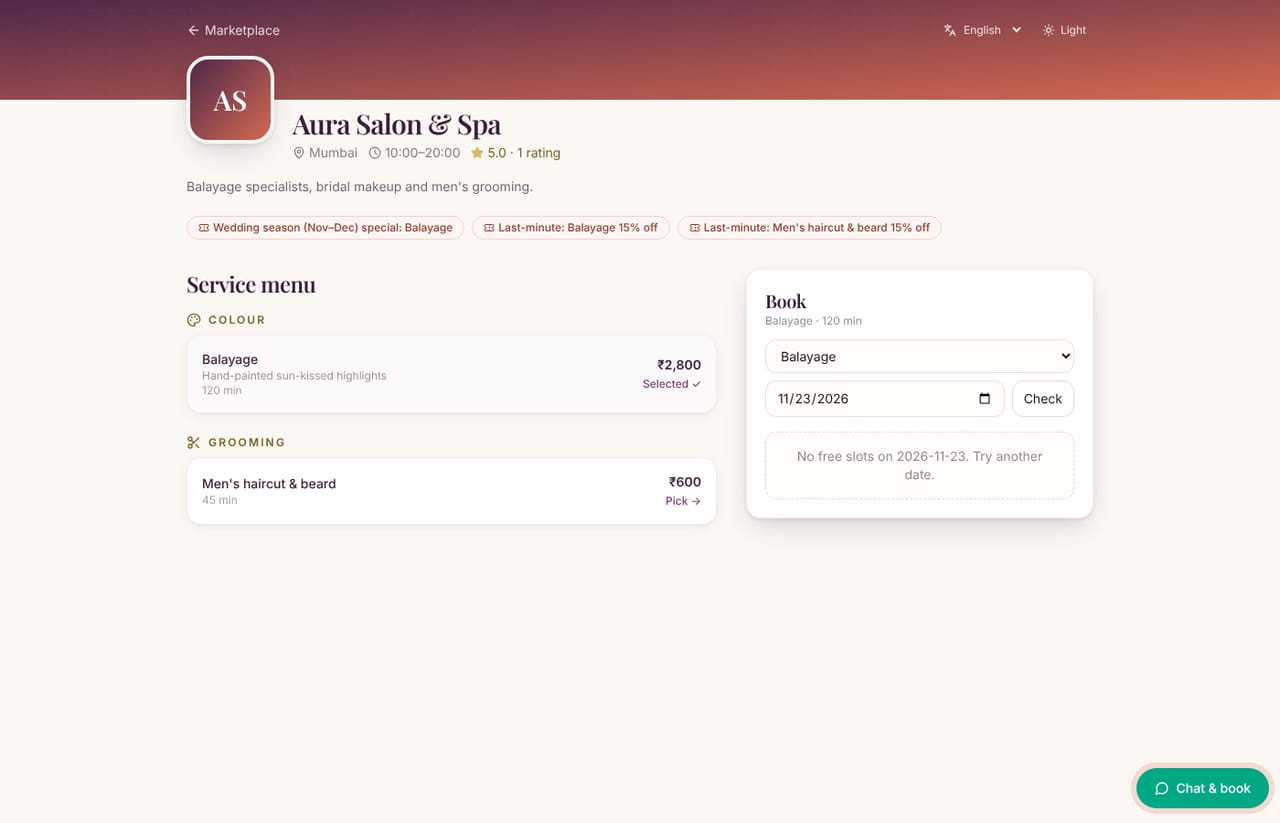 ← Marketplace
English
Light
AS
Aura Salon & Spa
Mumbai 10:00–20:00 5.0 · 1 rating
Balayage specialists, bridal makeup and men's grooming.
Wedding season (Nov–Dec) special: Balayage
Last-minute: Balayage 15% off
Last-minute: Men's haircut & beard 15% off
Service menu
COLOUR
Balayage
Hand-painted sun-kissed highlights
120 min
₹2,800
Selected ✓
GROOMING
Men's haircut & beard
45 min
₹600
Pick →
Book
Balayage · 120 min
Balayage
11/23/2026
Check
No free slots on 2026-11-23. Try another
date.
Chat & book